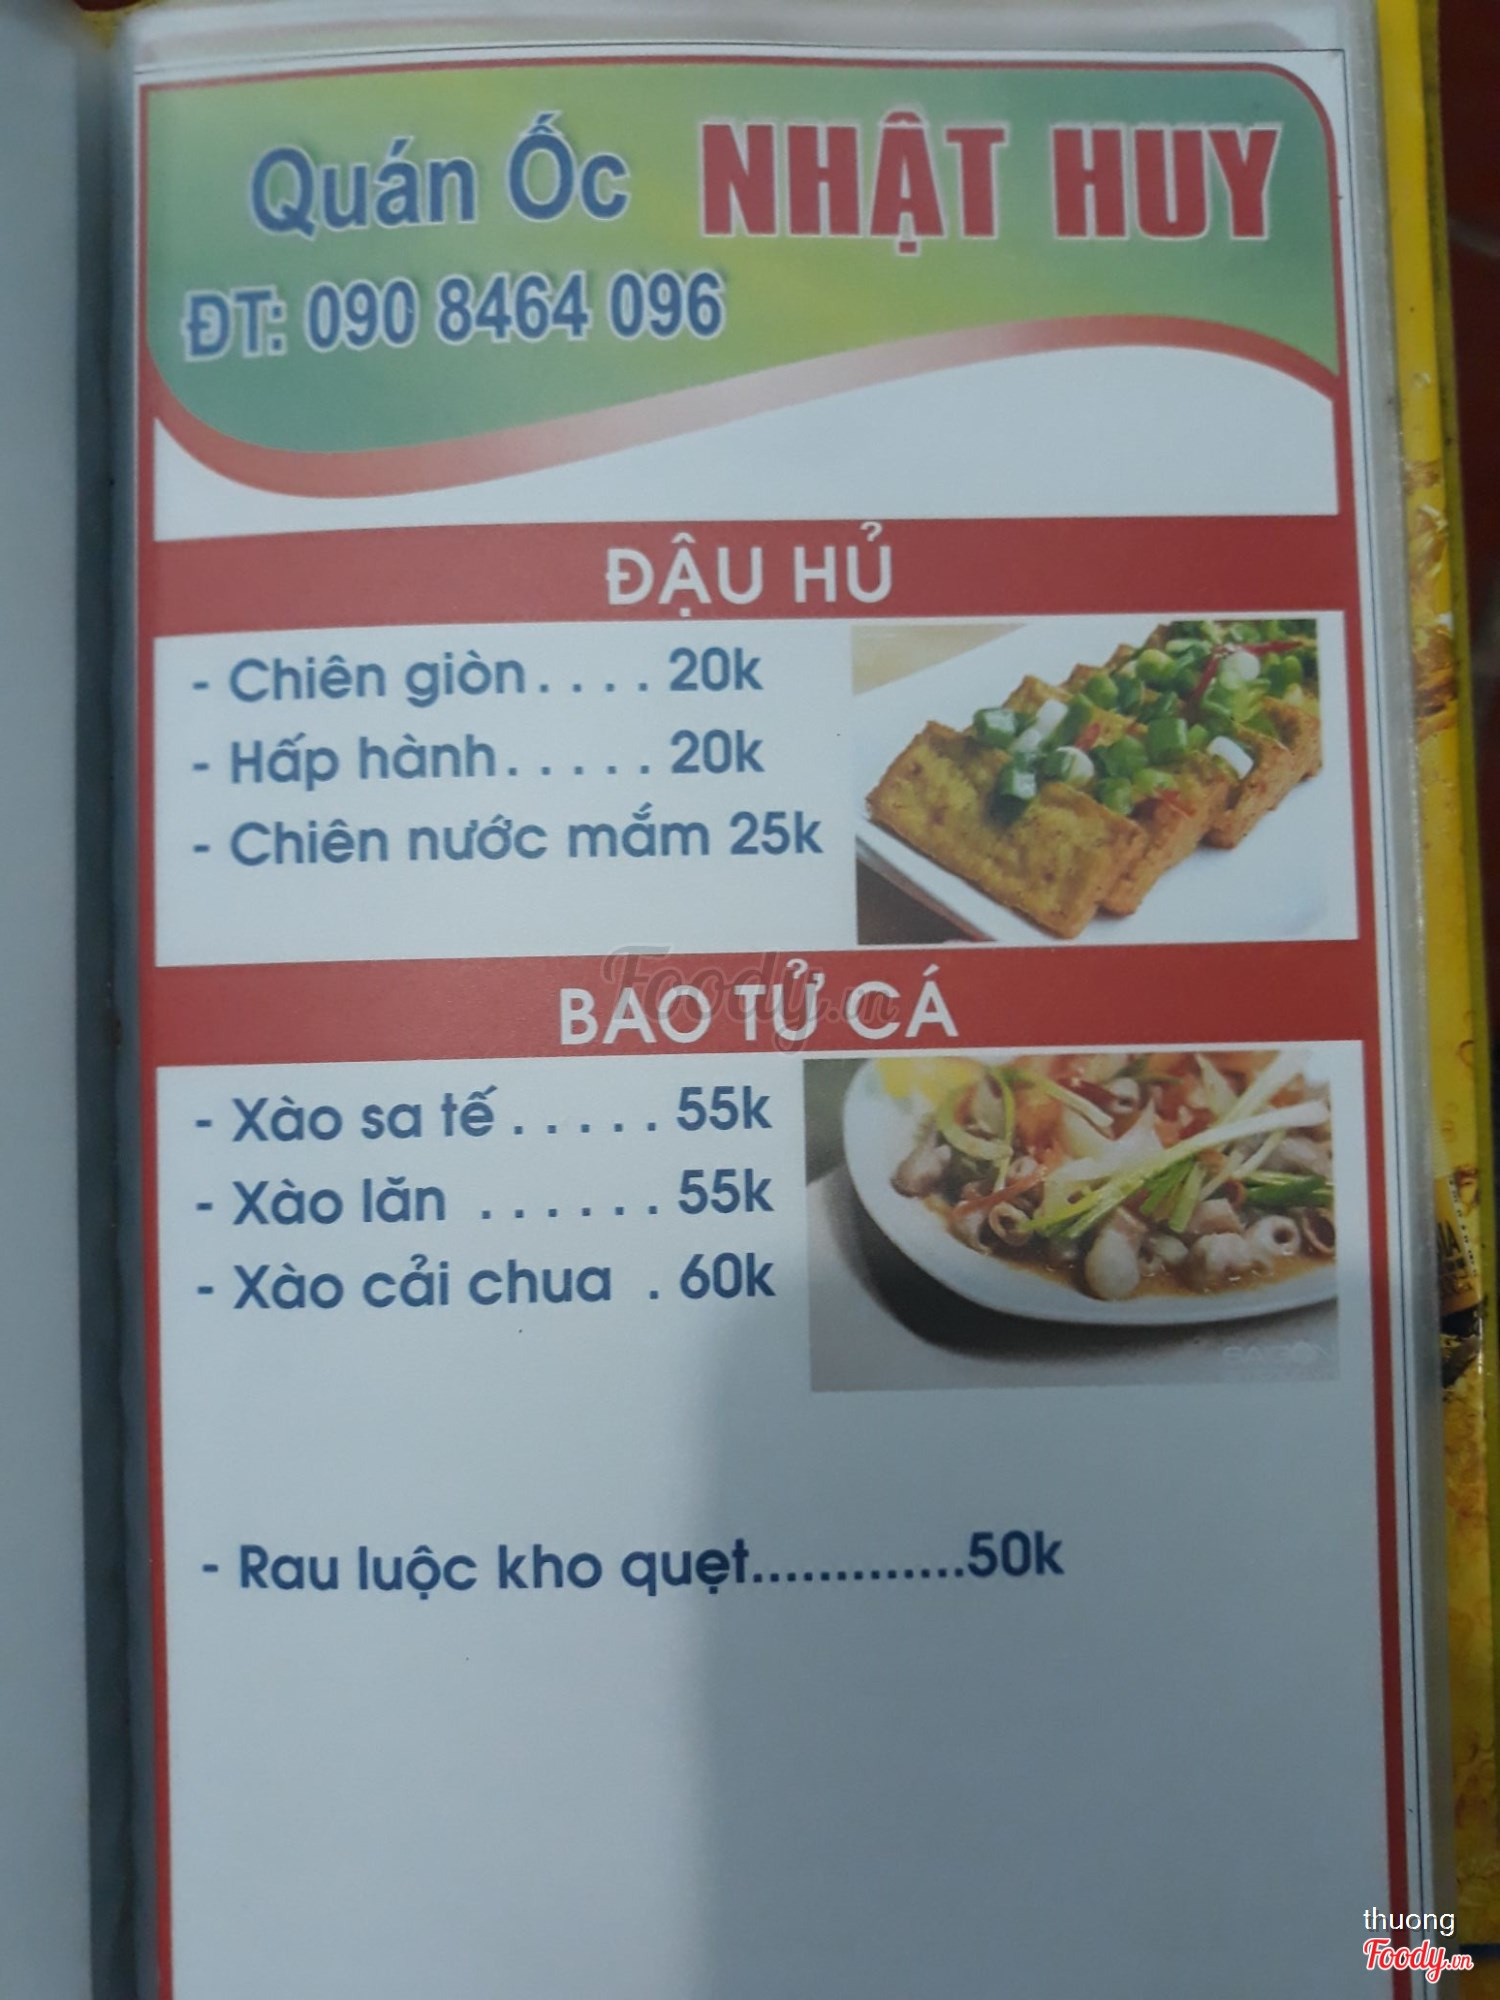 Quán Ốc NHẬT HUY
ĐT: 090 8464 096
ĐẬU HỦ
- Chiên giòn.... 20k
- Hấp hành..... 20k
- Chiên nước mắm 25k
BAO TỬ CÁ
Foody.vn
- Xào sa tế..... 55k
- Xào lăn ...... 55k
- Xào cải chua . 60k
- Rau luộc kho quẹt.............50k
thuong
Foody.vn